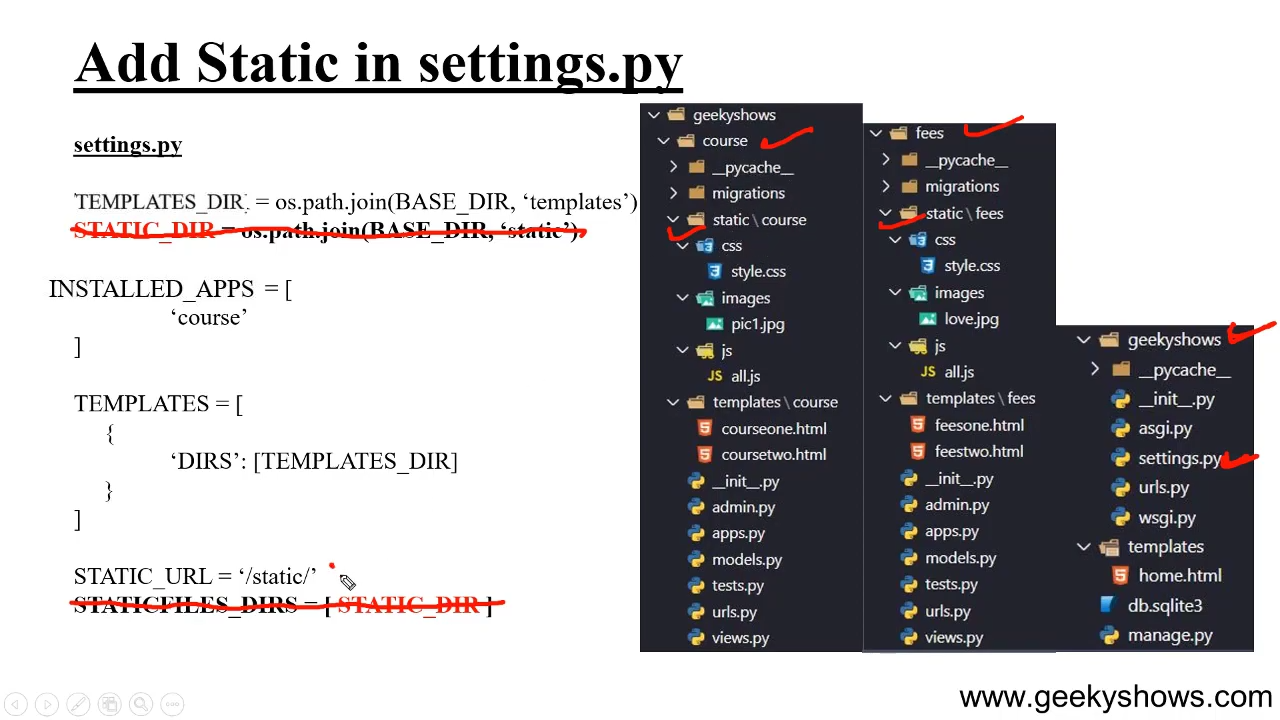 Add Static in settings.py
settings.py
TEMPLATES_DIR = os.path.join(BASE_DIR, ‘templates’)
STATIC_DIR = os.path.join(BASE_DIR, ‘static’)
INSTALLED_APPS = [
‘course’
]
TEMPLATES = [
{
‘DIRS’: [TEMPLATES_DIR]
}
]
STATIC_URL = ‘/static/’
STATICFILES_DIRS = [ STATIC_DIR ]
geekyshows
course
__pycache__
migrations
static \ course
css
style.css
images
pic1.jpg
js
JS all.js
templates \ course
courseone.html
coursetwo.html
__init__.py
admin.py
apps.py
models.py
tests.py
urls.py
views.py
fees
__pycache__
migrations
static \ fees
css
style.css
images
love.jpg
js
JS all.js
templates \ fees
feesone.html
feestwo.html
__init__.py
admin.py
apps.py
models.py
tests.py
urls.py
views.py
geekyshows
__pycache__
__init__.py
asgi.py
settings.py
urls.py
wsgi.py
templates
home.html
db.sqlite3
manage.py
www.geekyshows.com